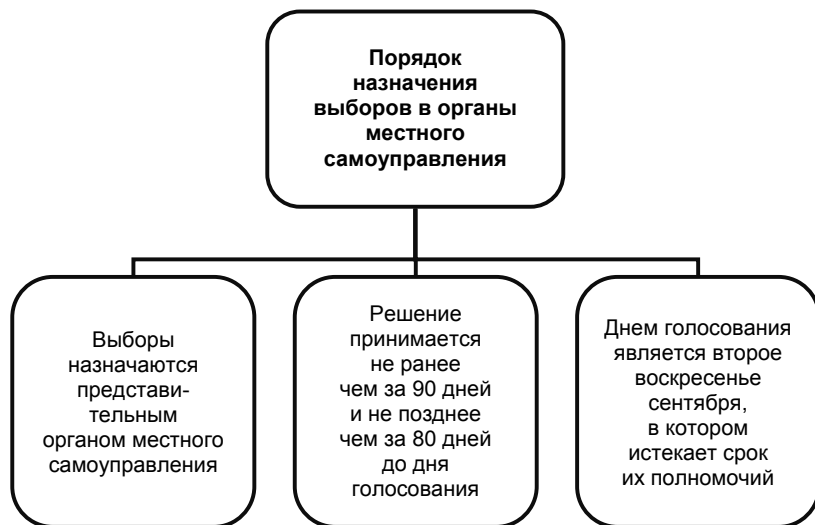 Порядок
назначения
выборов в органы
местного
самоуправления
Выборы
назначаются
представи-
тельным
органом местного
самоуправления
Решение
принимается
не ранее
чем за 90 дней
и не позднее
чем за 80 дней
до дня
голосования
Днем голосования
является второе
воскресенье
сентября,
в котором
истекает срок
их полномочий